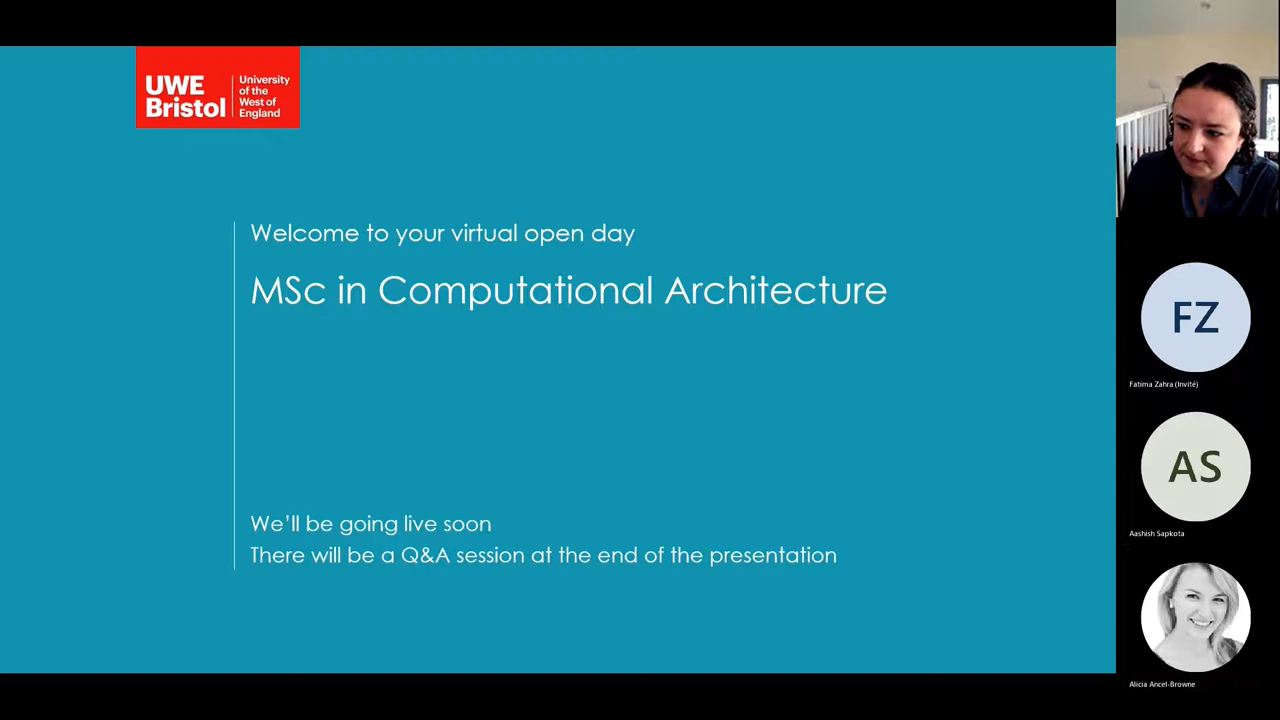 UWE
Bristol
University
of the
West of
England
Welcome to your virtual open day
MSc in Computational Architecture
We'll be going live soon
There will be a Q&A session at the end of the presentation
FZ
Fatima Zahra (Invité)
AS
Aashish Sapkota
Alicia Ancel-Browne